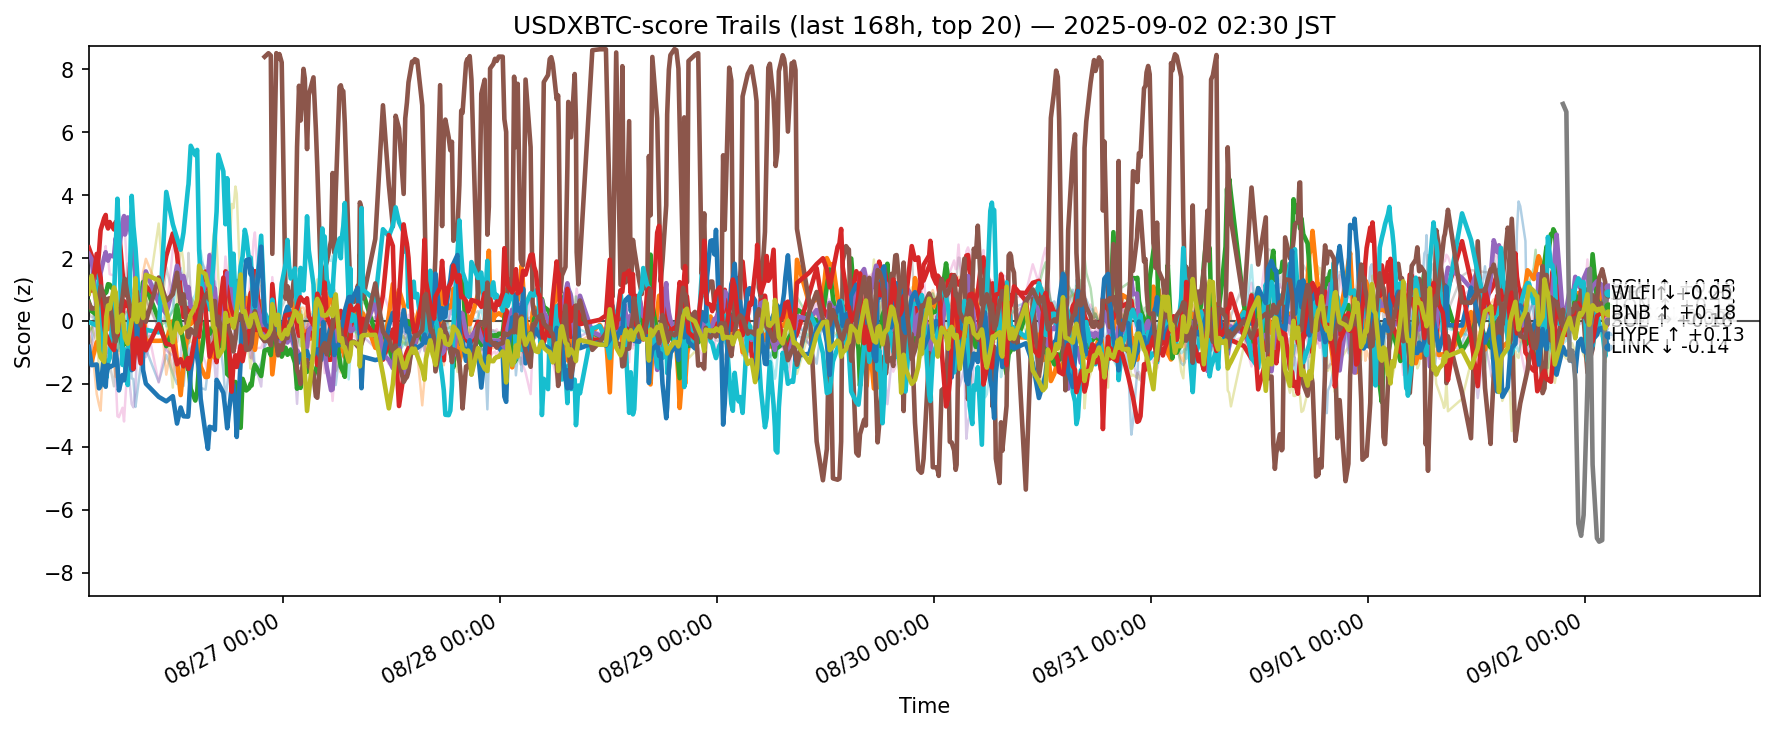 USDXBTC-score Trails (last 168h, top 20) — 2025-09-02 02:30 JST
Score (z)
8
6
4
2
0
−2
−4
−6
−8
WLFI ↓ -0.05
BNB ↑ +0.18
HYPE ↑ +0.13
LINK ↓ -0.14
08/27 00:00
08/28 00:00
08/29 00:00
08/30 00:00
08/31 00:00
09/01 00:00
09/02 00:00
Time